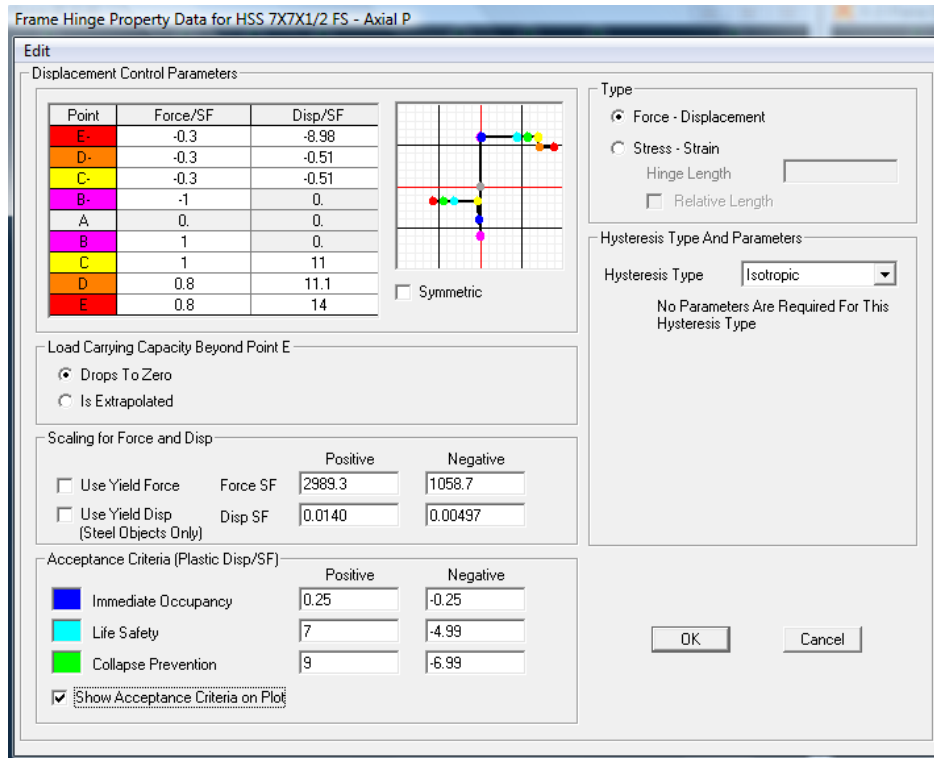 Frame Hinge Property Data for HSS 7X7X1/2 FS - Axial P
Edit
Displacement Control Parameters
Point Force/SF Disp/SF
E- -0.3 -8.98
D- -0.3 -0.51
C- -0.3 -0.51
B- -1 0.
A 0. 0.
B 1 0.
C 1 11
D 0.8 11.1
E 0.8 14
Symmetric
Load Carrying Capacity Beyond Point E
Drops To Zero
Is Extrapolated
Scaling for Force and Disp
Positive Negative
Use Yield Force Force SF 2989.3 1058.7
Use Yield Disp Disp SF 0.0140 0.00497
(Steel Objects Only)
Acceptance Criteria (Plastic Disp/SF)
Positive Negative
Immediate Occupancy 0.25 -0.25
Life Safety 7 -4.99
Collapse Prevention 9 -6.99
Show Acceptance Criteria on Plot
Type
Force - Displacement
Stress - Strain
Hinge Length
Relative Length
Hysteresis Type And Parameters
Hysteresis Type Isotropic
No Parameters Are Required For This
Hysteresis Type
OK Cancel